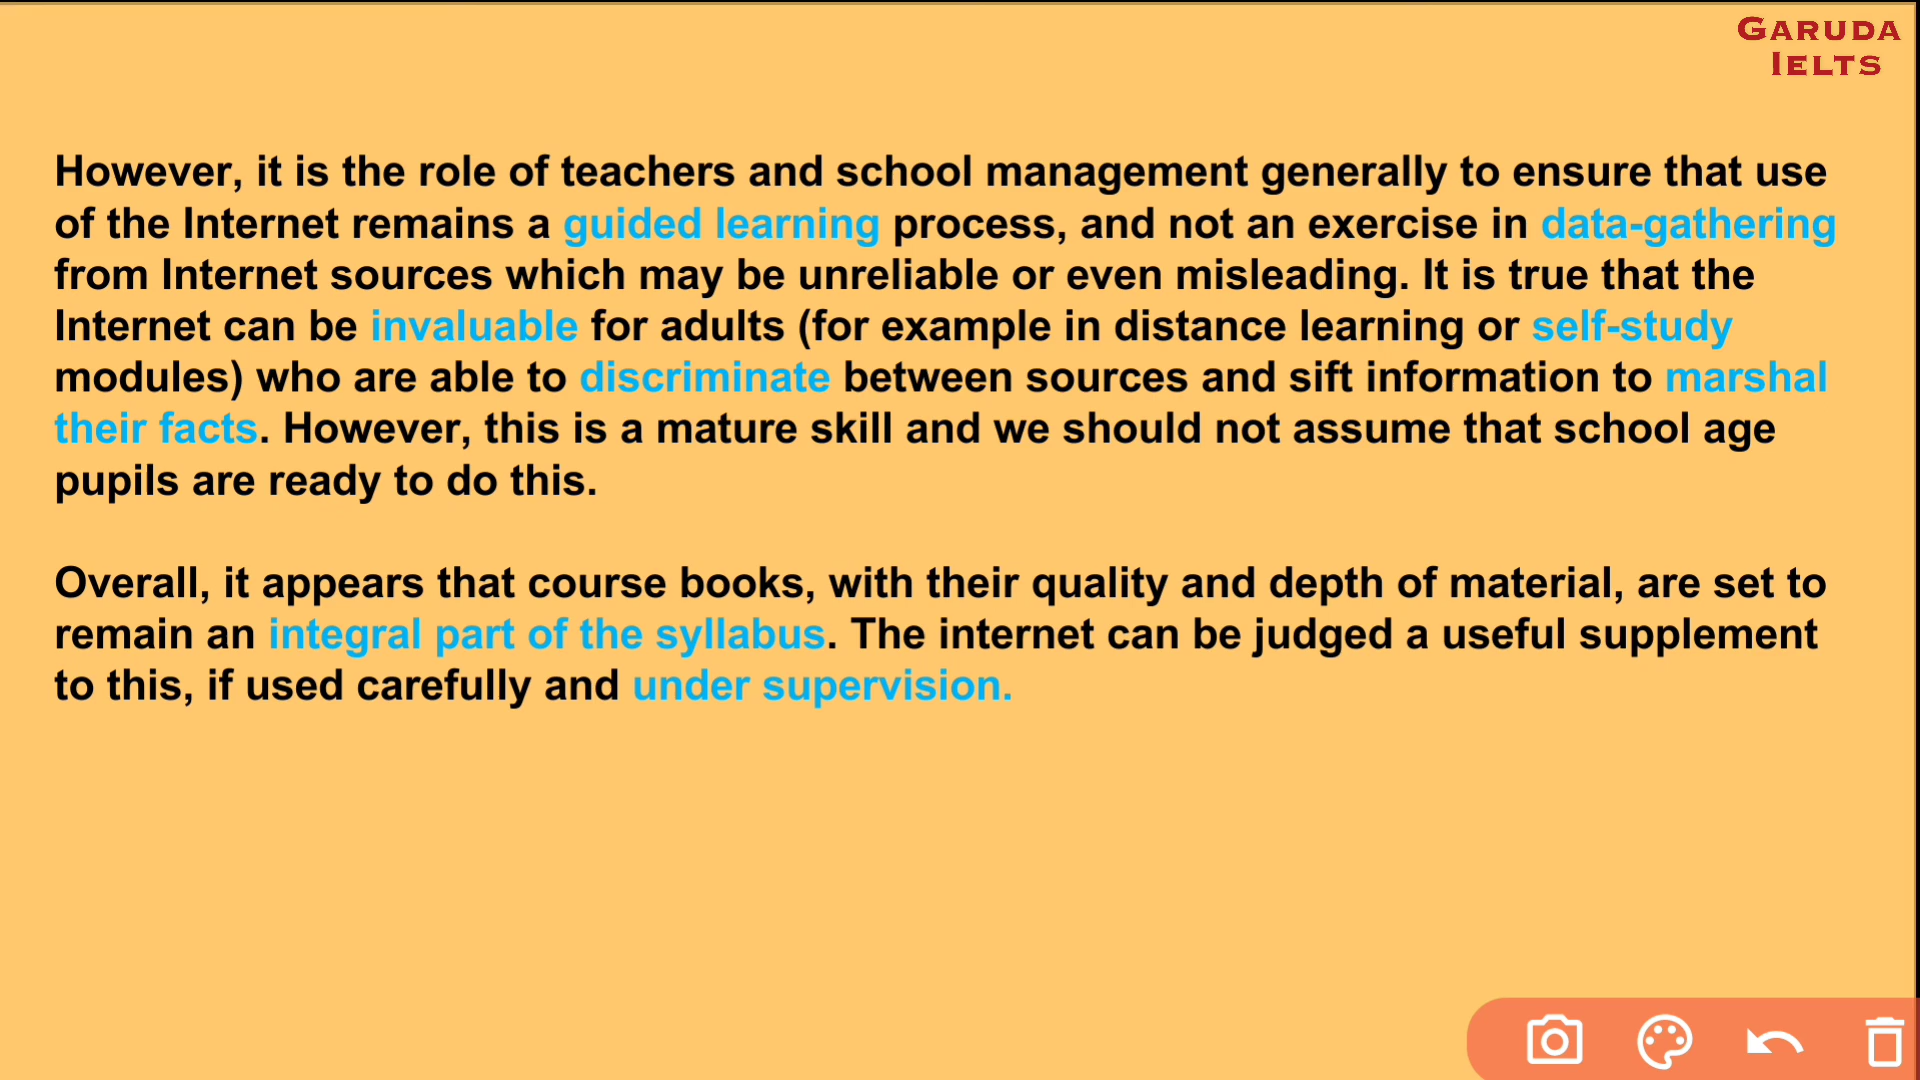 GARUDA
IELTS
However, it is the role of teachers and school management generally to ensure that use
of the Internet remains a guided learning process, and not an exercise in data-gathering
from Internet sources which may be unreliable or even misleading. It is true that the
Internet can be invaluable for adults (for example in distance learning or self-study
modules) who are able to discriminate between sources and sift information to marshal
their facts. However, this is a mature skill and we should not assume that school age
pupils are ready to do this.
Overall, it appears that course books, with their quality and depth of material, are set to
remain an integral part of the syllabus. The internet can be judged a useful supplement
to this, if used carefully and under supervision.